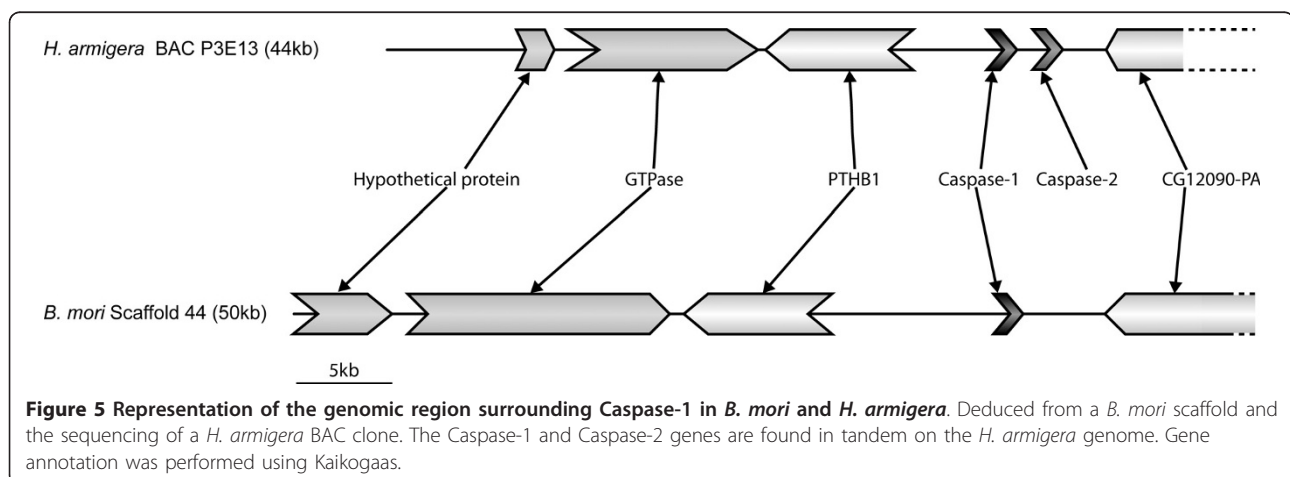 H. armigera BAC P3E13 (44kb)
Hypothetical protein GTPase PTHB1 Caspase-1 Caspase-2 CG12090-PA
B. mori Scaffold 44 (50kb)
5kb
Figure 5 Representation of the genomic region surrounding Caspase-1 in B. mori and H. armigera. Deduced from a B. mori scaffold and
the sequencing of a H. armigera BAC clone. The Caspase-1 and Caspase-2 genes are found in tandem on the H. armigera genome. Gene
annotation was performed using Kaikogaas.